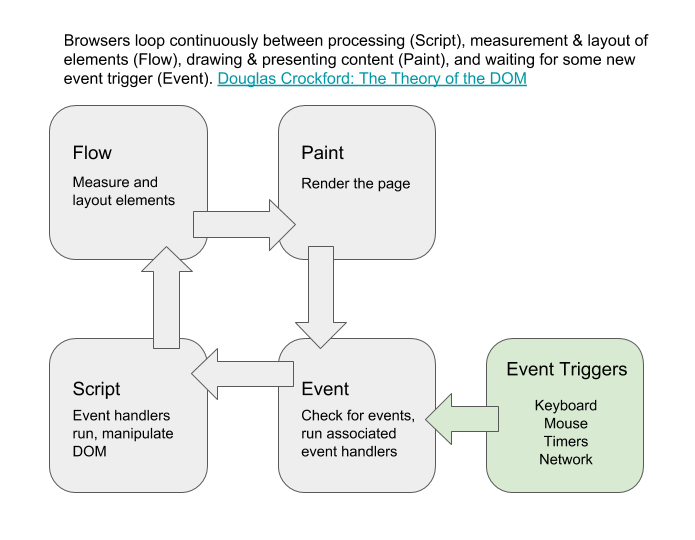 Browsers loop continuously between processing (Script), measurement & layout of
elements (Flow), drawing & presenting content (Paint), and waiting for some new
event trigger (Event). Douglas Crockford: The Theory of the DOM
Flow
Measure and
layout elements
Paint
Render the page
Script
Event handlers
run, manipulate
DOM
Event
Check for events,
run associated
event handlers
Event Triggers
Keyboard
Mouse
Timers
Network